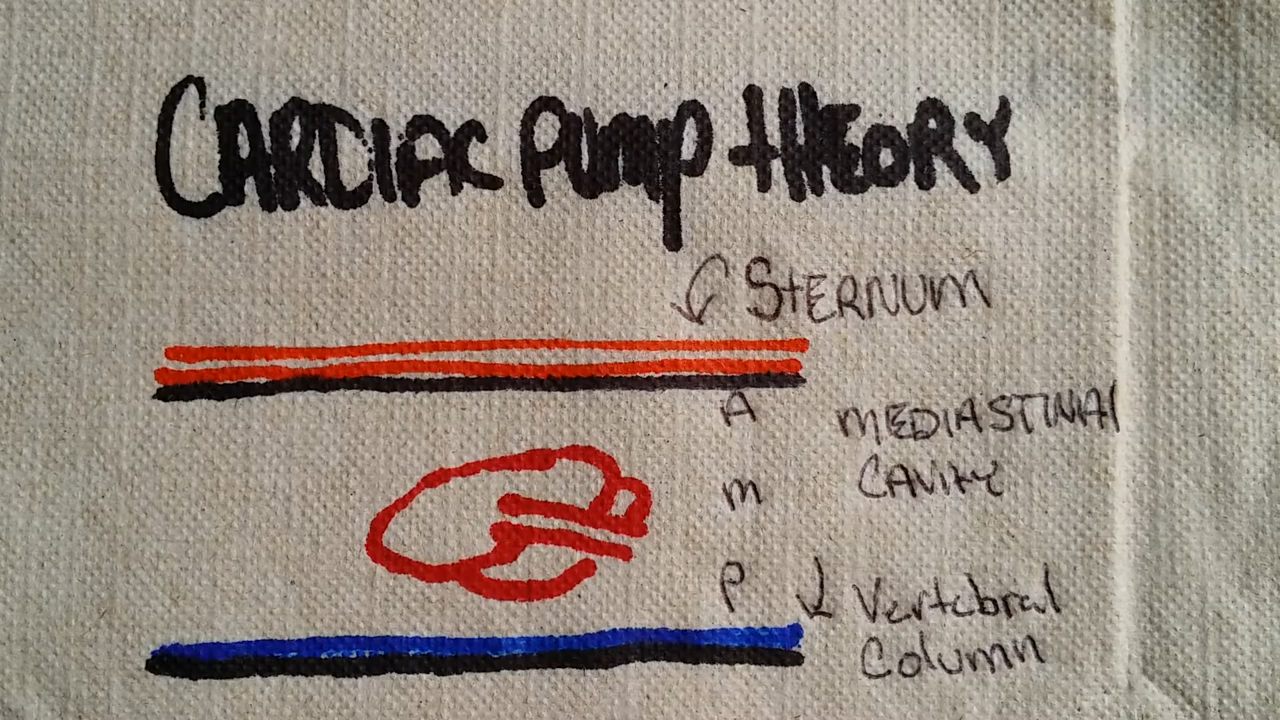 CARDIAC PUMP THEORY
STERNUM
A
MEDIASTINAL
M
CAVITY
P
Vertebral
Column